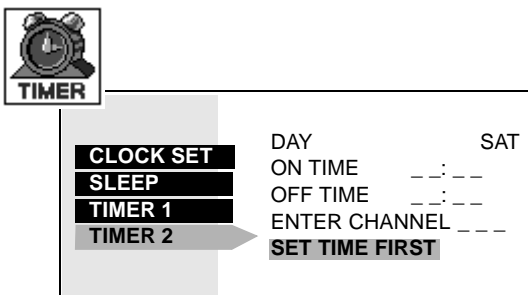 TIMER
CLOCK SET
SLEEP
TIMER 1
TIMER 2
DAY SAT
ON TIME _ _: _ _
OFF TIME _ _: _ _
ENTER CHANNEL _ _ _
SET TIME FIRST